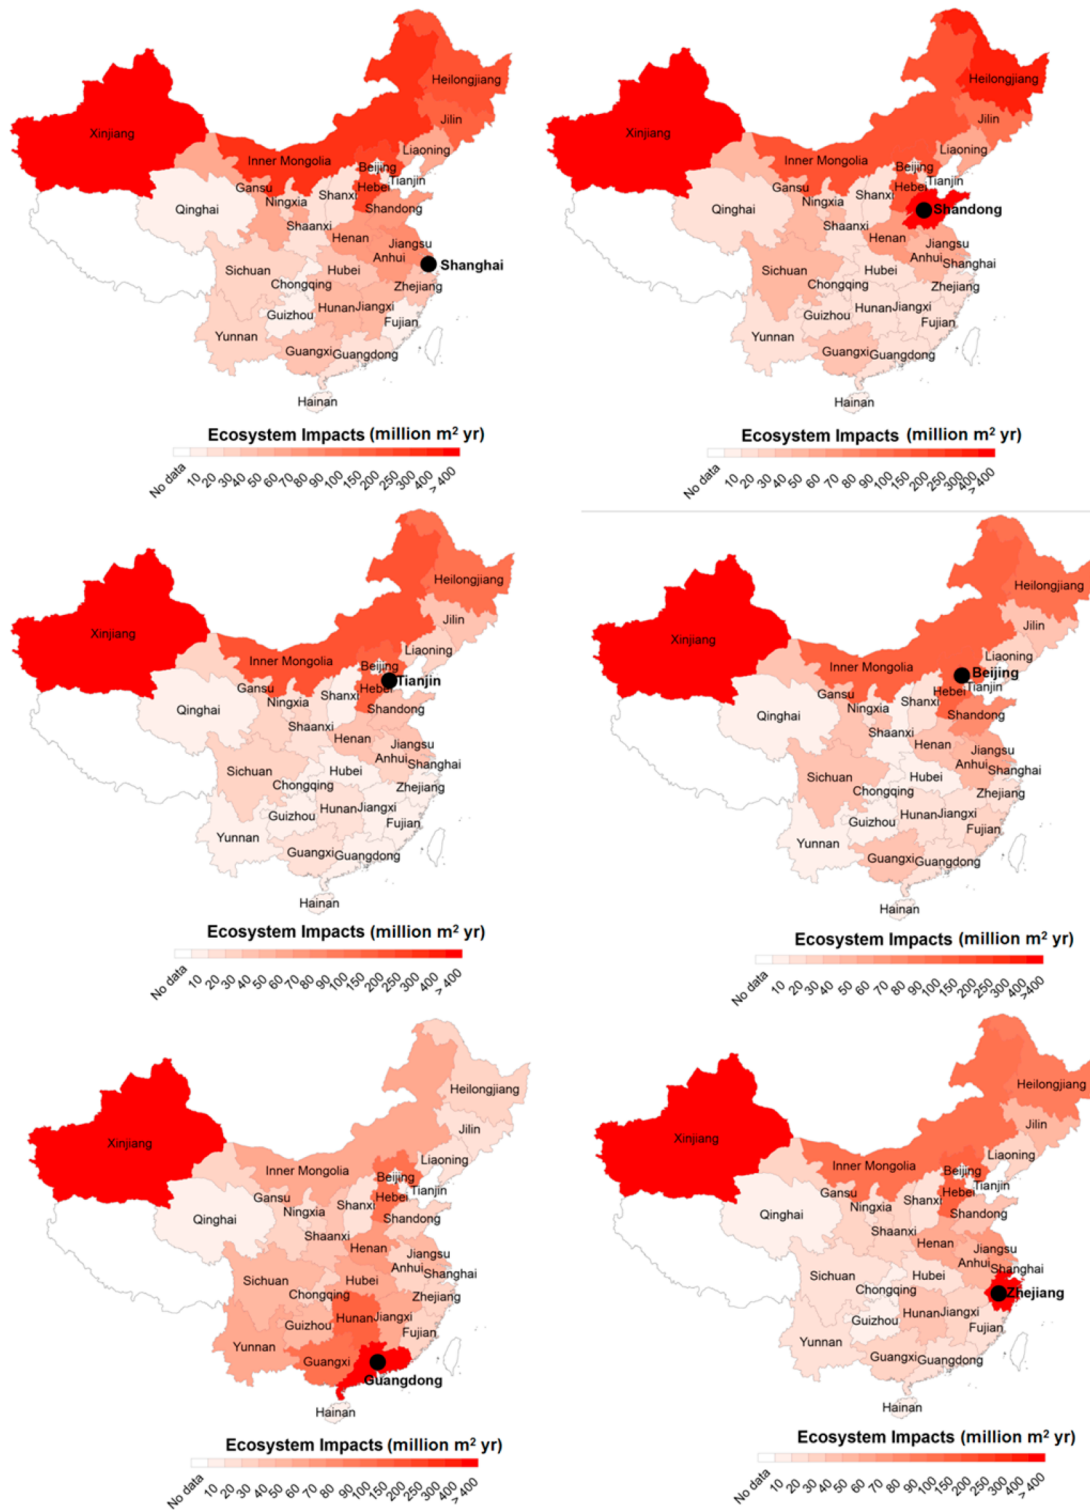 Xinjiang
Heilongjiang
Jilin
Liaoning
Inner Mongolia
Beijing
Tianjin
Hebei
Gansu
Ningxia
Shanxi
Qinghai
Shandong
Shaanxi
Henan
Jiangsu
Anhui
Shanghai
Sichuan
Hubei
Chongqing
Zhejiang
Hunan
Jiangxi
Guizhou
Fujian
Yunnan
Guangxi
Guangdong
Hainan
Ecosystem Impacts (million m² yr)
No data 10 20 30 40 50 60 70 80 90 100 150 200 250 300 400 > 400
Xinjiang
Heilongjiang
Jilin
Liaoning
Inner Mongolia
Beijing
Tianjin
Hebei
Gansu
Ningxia
Shanxi
Qinghai
Shandong
Shaanxi
Henan
Jiangsu
Anhui
Shanghai
Sichuan
Hubei
Chongqing
Zhejiang
Hunan
Jiangxi
Guizhou
Fujian
Yunnan
Guangxi
Guangdong
Hainan
Ecosystem Impacts (million m² yr)
No data 10 20 30 40 50 60 70 80 90 100 150 200 250 300 400 > 400
Xinjiang
Heilongjiang
Jilin
Liaoning
Inner Mongolia
Beijing
Tianjin
Hebei
Gansu
Ningxia
Shanxi
Qinghai
Shandong
Shaanxi
Henan
Jiangsu
Anhui
Shanghai
Sichuan
Hubei
Chongqing
Zhejiang
Hunan
Jiangxi
Guizhou
Fujian
Yunnan
Guangxi
Guangdong
Hainan
Ecosystem Impacts (million m² yr)
No data 10 20 30 40 50 60 70 80 90 100 150 200 250 300 400 > 400
Xinjiang
Heilongjiang
Jilin
Liaoning
Inner Mongolia
Beijing
Tianjin
Hebei
Gansu
Ningxia
Shanxi
Qinghai
Shandong
Shaanxi
Henan
Jiangsu
Anhui
Shanghai
Sichuan
Hubei
Chongqing
Zhejiang
Hunan
Jiangxi
Guizhou
Fujian
Yunnan
Guangxi
Guangdong
Hainan
Ecosystem Impacts (million m² yr)
No data 10 20 30 40 50 60 70 80 90 100 150 200 250 300 400 >400
Xinjiang
Heilongjiang
Jilin
Liaoning
Inner Mongolia
Beijing
Tianjin
Hebei
Gansu
Ningxia
Shanxi
Qinghai
Shandong
Shaanxi
Henan
Jiangsu
Anhui
Shanghai
Sichuan
Hubei
Chongqing
Zhejiang
Hunan
Jiangxi
Guizhou
Fujian
Yunnan
Guangxi
Guangdong
Hainan
Ecosystem Impacts (million m² yr)
No data 10 20 30 40 50 60 70 80 90 100 150 200 250 300 400 > 400
Xinjiang
Heilongjiang
Jilin
Liaoning
Inner Mongolia
Beijing
Tianjin
Hebei
Gansu
Ningxia
Shanxi
Qinghai
Shandong
Shaanxi
Henan
Jiangsu
Anhui
Shanghai
Sichuan
Hubei
Chongqing
Zhejiang
Hunan
Jiangxi
Guizhou
Fujian
Yunnan
Guangxi
Guangdong
Hainan
Ecosystem Impacts (million m² yr)
No data 10 20 30 40 50 60 70 80 90 100 150 200 250 300 400 > 400